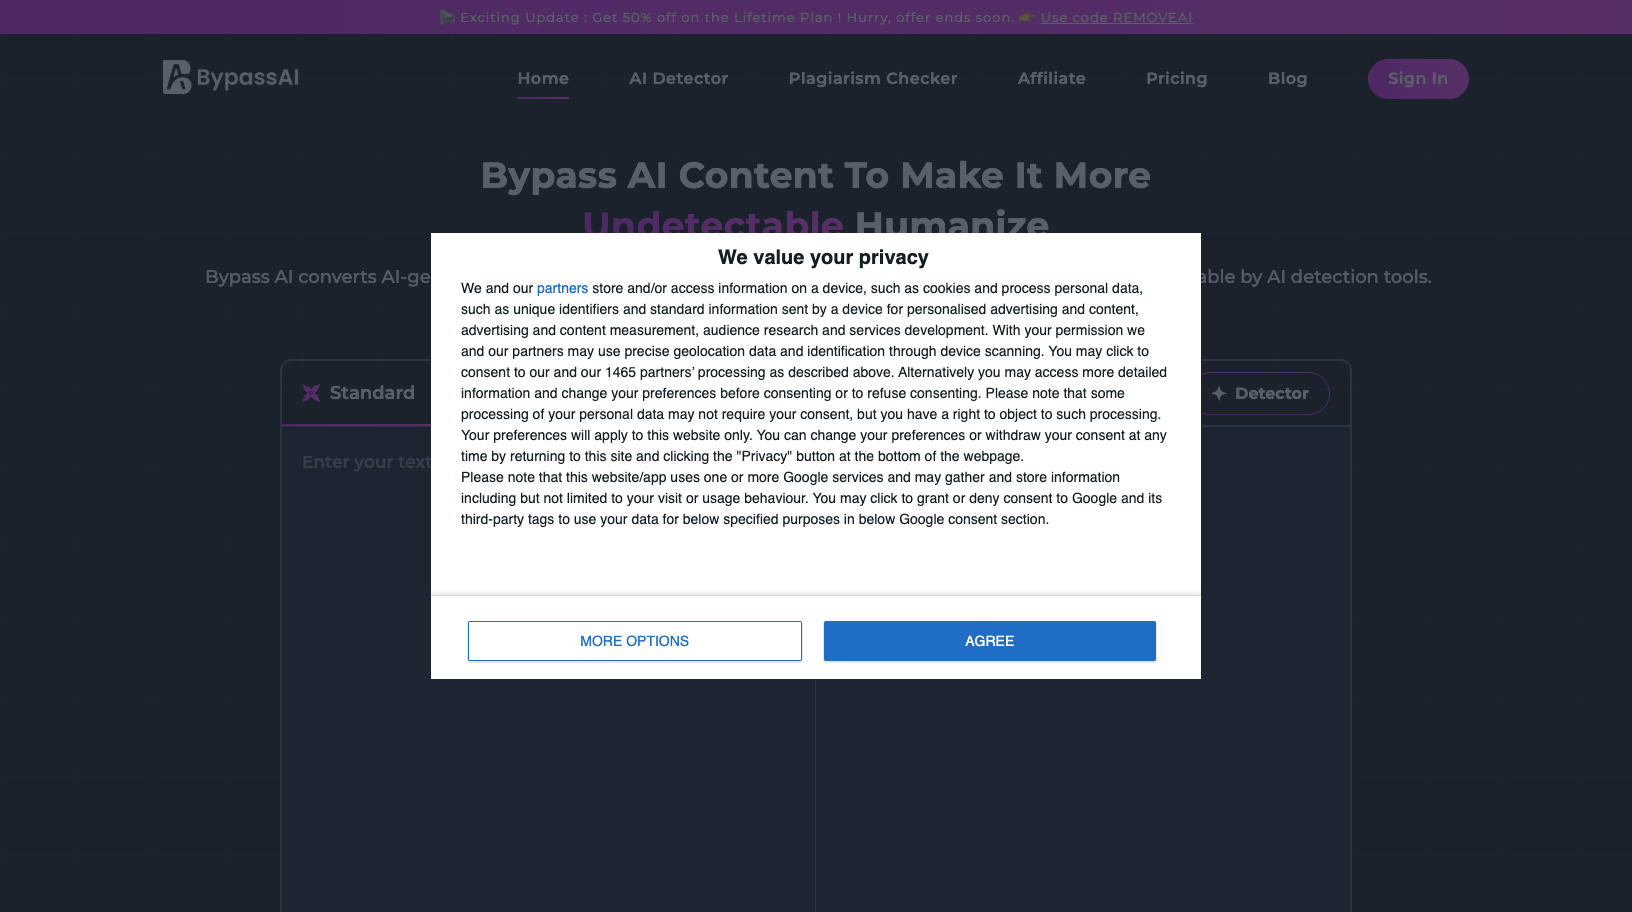 Exciting Update : Get 50% off on the Lifetime Plan ! Hurry, offer ends soon. Use code REMOVEAI
BypassAI
Home
AI Detector
Plagiarism Checker
Affiliate
Pricing
Blog
Sign In
Bypass AI Content To Make It More
Undetectable Humanize
Bypass AI converts AI-ge
able by AI detection tools.
Standard
Detector
Enter your text
We value your privacy
We and our partners store and/or access information on a device, such as cookies and process personal data,
such as unique identifiers and standard information sent by a device for personalised advertising and content,
advertising and content measurement, audience research and services development. With your permission we
and our partners may use precise geolocation data and identification through device scanning. You may click to
consent to our and our 1465 partners’ processing as described above. Alternatively you may access more detailed
information and change your preferences before consenting or to refuse consenting. Please note that some
processing of your personal data may not require your consent, but you have a right to object to such processing.
Your preferences will apply to this website only. You can change your preferences or withdraw your consent at any
time by returning to this site and clicking the "Privacy" button at the bottom of the webpage.
Please note that this website/app uses one or more Google services and may gather and store information
including but not limited to your visit or usage behaviour. You may click to grant or deny consent to Google and its
third-party tags to use your data for below specified purposes in below Google consent section.
MORE OPTIONS
AGREE